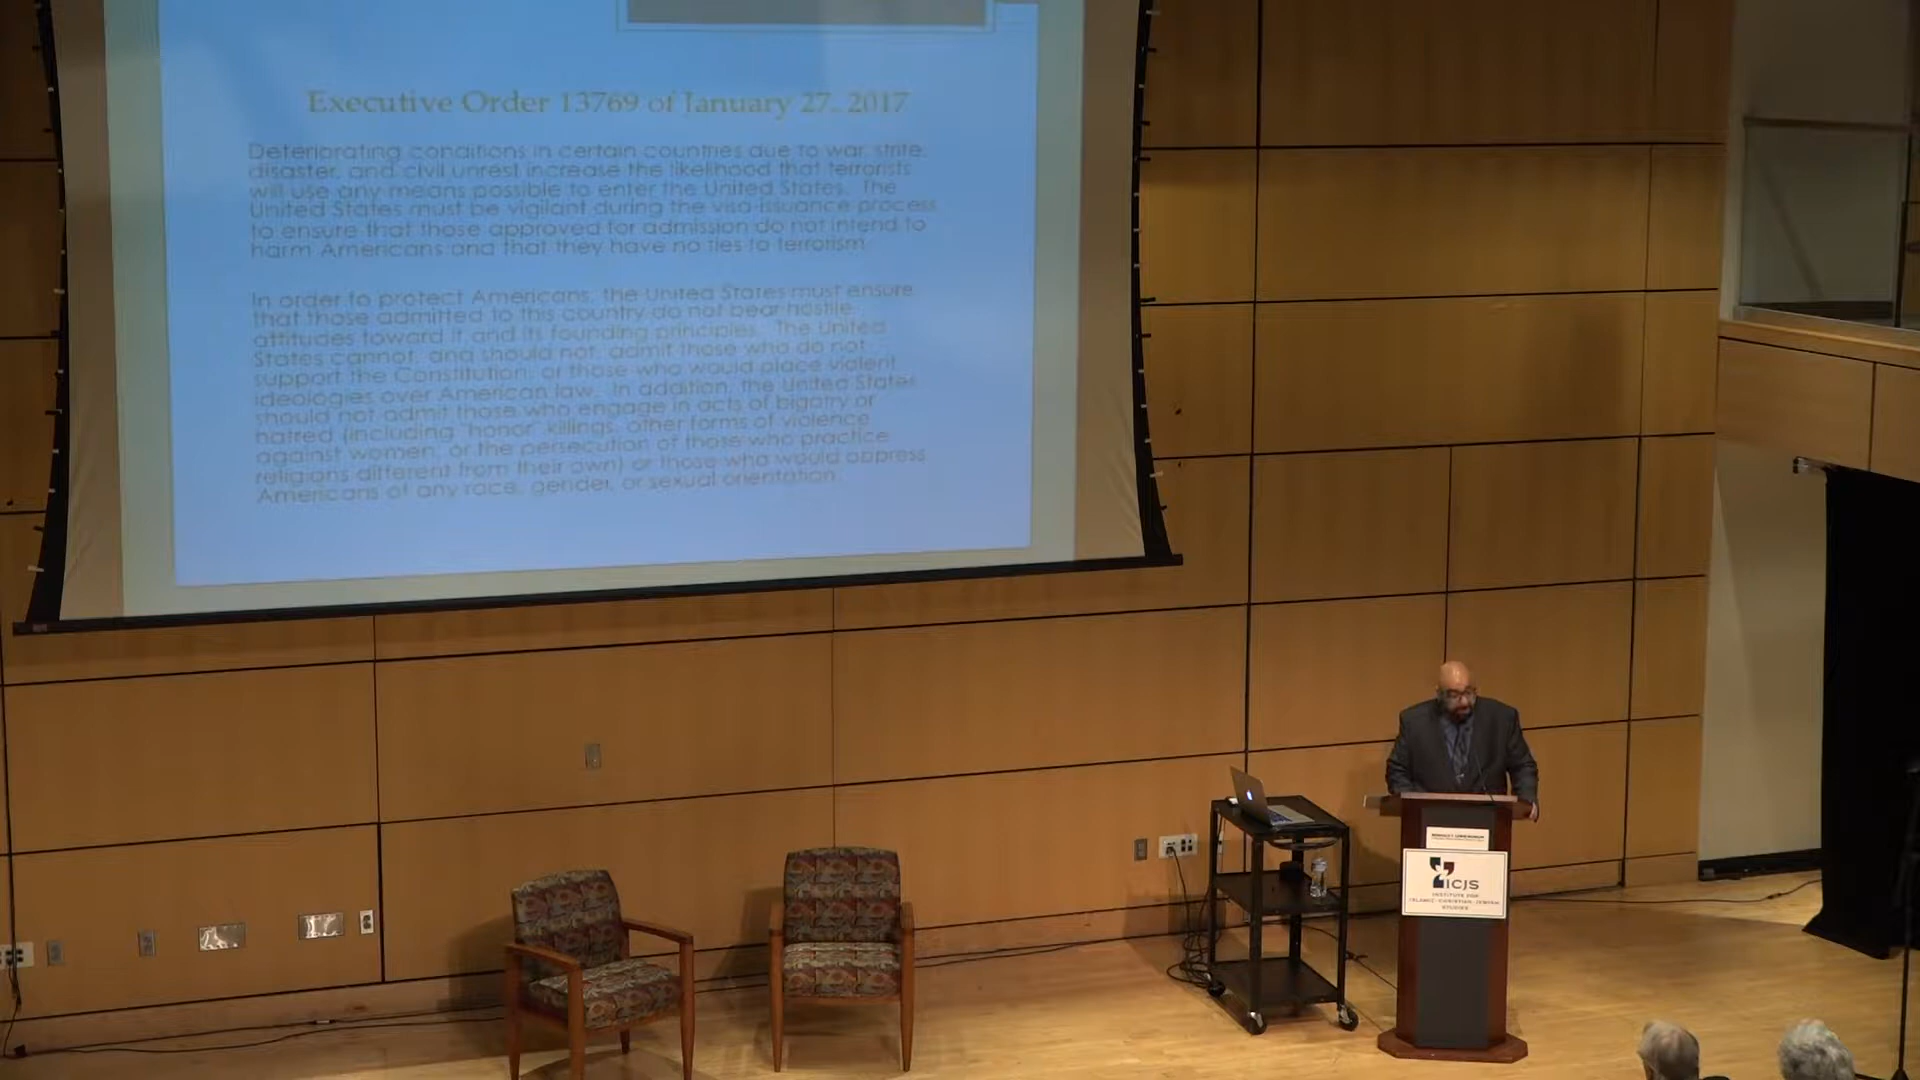 Executive Order 13769 of January 27, 2017
Deteriorating conditions in certain countries due to war, strife,
disaster, and civil unrest increase the likelihood that terrorists
will use any means possible to enter the United States. The
United States must be vigilant during the visa-issuance process
to ensure that those approved for admission do not intend to
harm Americans and that they have no ties to terrorism.
In order to protect Americans, the United States must ensure
that those admitted to this country do not bear hostile
attitudes toward it and its founding principles. The United
States cannot, and should not, admit those who do not
support the Constitution, or those who would place violent
ideologies over American law. In addition, the United States
should not admit those who engage in acts of bigotry or
hatred (including "honor" killings, other forms of violence
against women, or the persecution of those who practice
religions different from their own) or those who would oppress
Americans of any race, gender, or sexual orientation.
ICJS
INSTITUTE FOR
ISLAMIC · CHRISTIAN · JEWISH
STUDIES